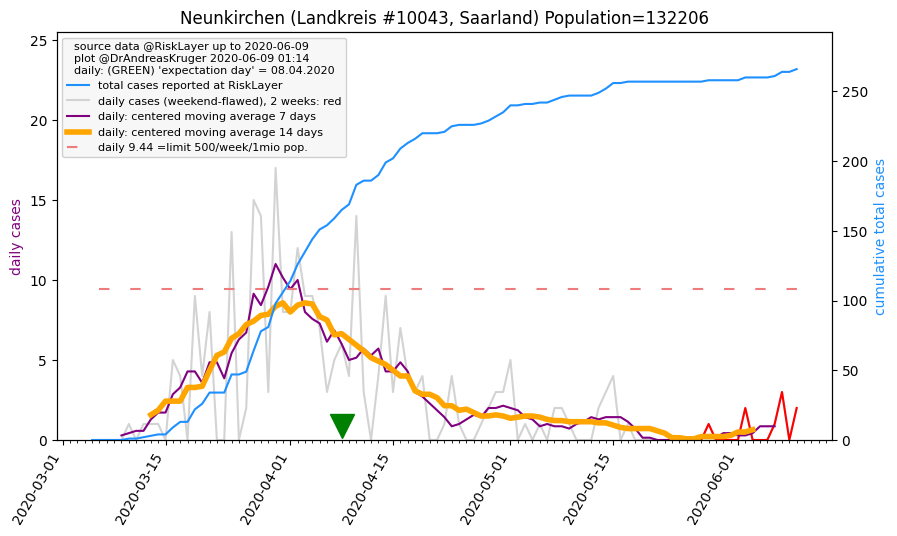 Neunkirchen (Landkreis #10043, Saarland) Population=132206
source data @RiskLayer up to 2020-06-09
plot @DrAndreasKruger 2020-06-09 01:14
daily: (GREEN) 'expectation day' = 08.04.2020
total cases reported at RiskLayer
daily cases (weekend-flawed), 2 weeks: red
daily: centered moving average 7 days
daily: centered moving average 14 days
daily 9.44 =limit 500/week/1mio pop.
daily cases
25
20
15
10
5
0
cumulative total cases
250
200
150
100
50
0
2020-03-01
2020-03-15
2020-04-01
2020-04-15
2020-05-01
2020-05-15
2020-06-01